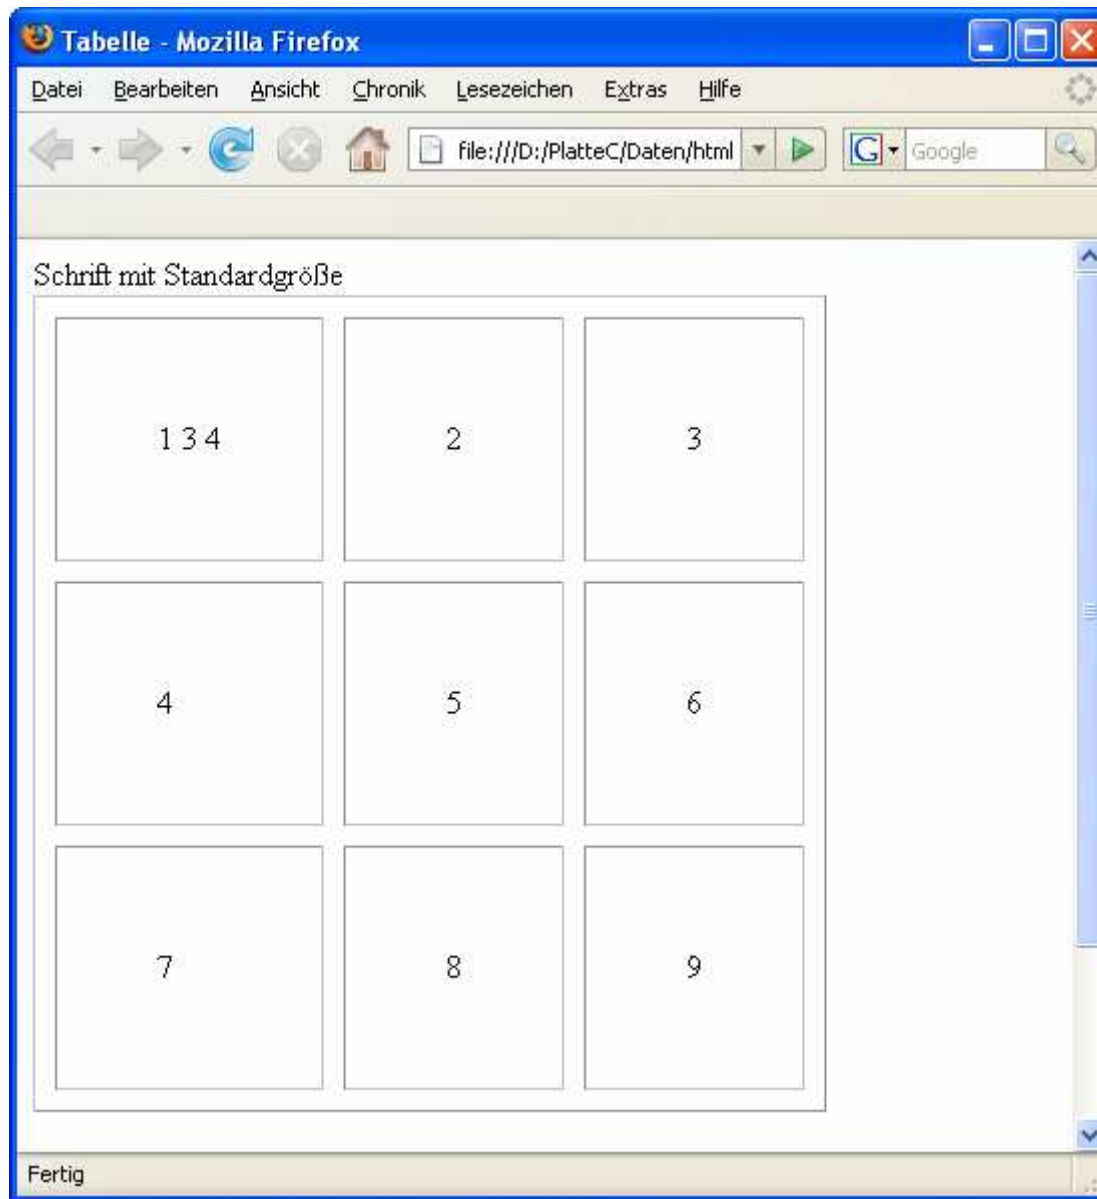 Tabelle - Mozilla Firefox
Datei Bearbeiten Ansicht Chronik Lesezeichen Extras Hilfe
file:///D:/PlatteC/Daten/html G Google
Schrift mit Standardgröße
1 3 4 2 3
4 5 6
7 8 9
Fertig